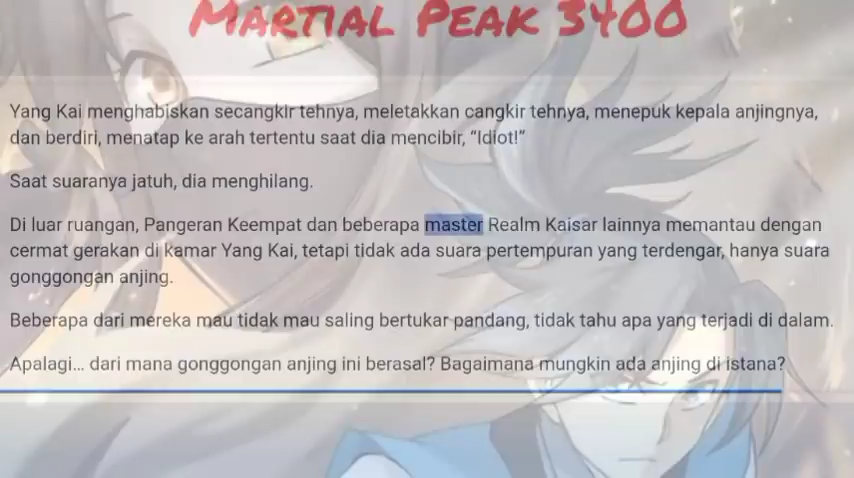 MARTIAL PEAK 3400
Yang Kai menghabiskan secangkir tehnya, meletakkan cangkir tehnya, menepuk kepala anjingnya,
dan berdiri, menatap ke arah tertentu saat dia mencibir, “Idiot!”
Saat suaranya jatuh, dia menghilang.
Di luar ruangan, Pangeran Keempat dan beberapa master Realm Kaisar lainnya memantau dengan
cermat gerakan di kamar Yang Kai, tetapi tidak ada suara pertempuran yang terdengar, hanya suara
gonggongan anjing.
Beberapa dari mereka mau tidak mau saling bertukar pandang, tidak tahu apa yang terjadi di dalam.
Apalagi... dari mana gonggongan anjing ini berasal? Bagaimana mungkin ada anjing di istana?